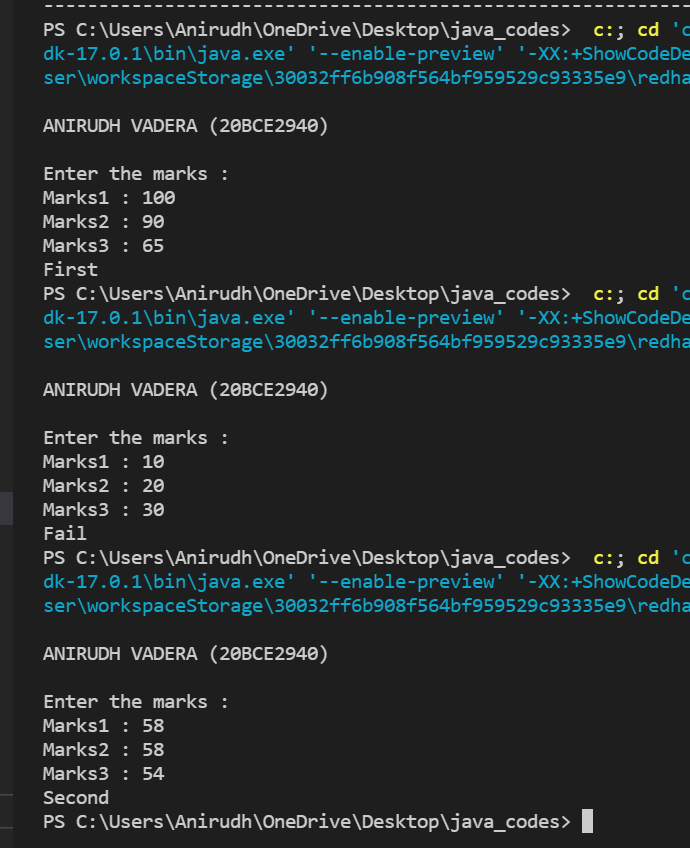 ------------------------------------------------------------
PS C:\Users\Anirudh\OneDrive\Desktop\java_codes>  c:; cd 'c
dk-17.0.1\bin\java.exe' '--enable-preview' '-XX:+ShowCodeDe
ser\workspaceStorage\30032ff6b908f564bf959529c93335e9\redha
ANIRUDH VADERA (20BCE2940)
Enter the marks :
Marks1 : 100
Marks2 : 90
Marks3 : 65
First
PS C:\Users\Anirudh\OneDrive\Desktop\java_codes>  c:; cd 'c
dk-17.0.1\bin\java.exe' '--enable-preview' '-XX:+ShowCodeDe
ser\workspaceStorage\30032ff6b908f564bf959529c93335e9\redha
ANIRUDH VADERA (20BCE2940)
Enter the marks :
Marks1 : 10
Marks2 : 20
Marks3 : 30
Fail
PS C:\Users\Anirudh\OneDrive\Desktop\java_codes>  c:; cd 'c
dk-17.0.1\bin\java.exe' '--enable-preview' '-XX:+ShowCodeDe
ser\workspaceStorage\30032ff6b908f564bf959529c93335e9\redha
ANIRUDH VADERA (20BCE2940)
Enter the marks :
Marks1 : 58
Marks2 : 58
Marks3 : 54
Second
PS C:\Users\Anirudh\OneDrive\Desktop\java_codes>